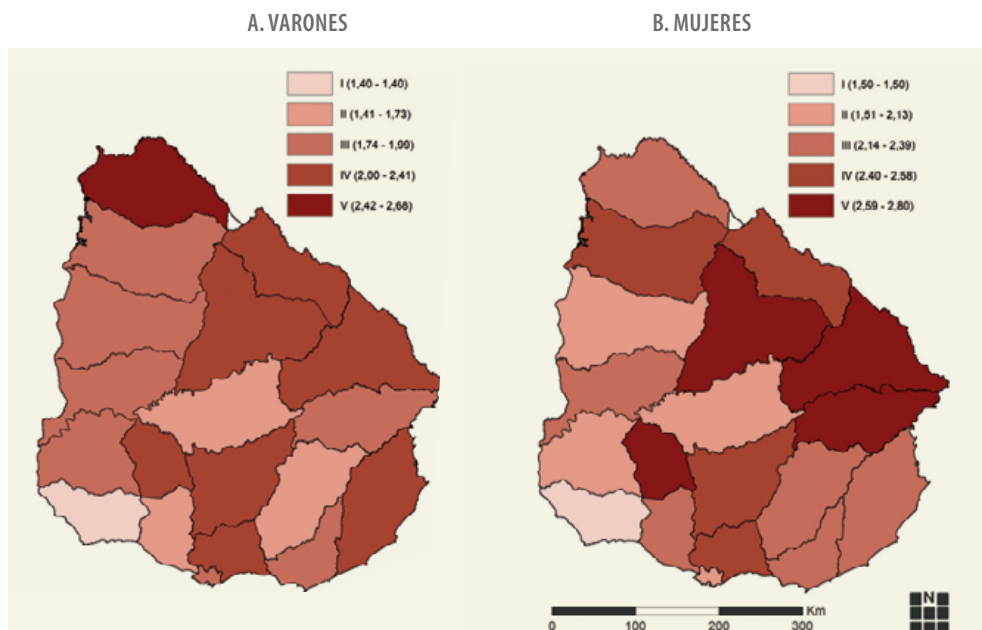 A. VARONES
I (1,40 - 1,40)
II (1,41 - 1,73)
III (1,74 - 1,99)
IV (2,00 - 2,41)
V (2,42 - 2,68)
B. MUJERES
I (1,50 - 1,50)
II (1,51 - 2,13)
III (2,14 - 2,39)
IV (2,40 - 2,58)
V (2,59 - 2,80)
Km
0 100 200 300
N